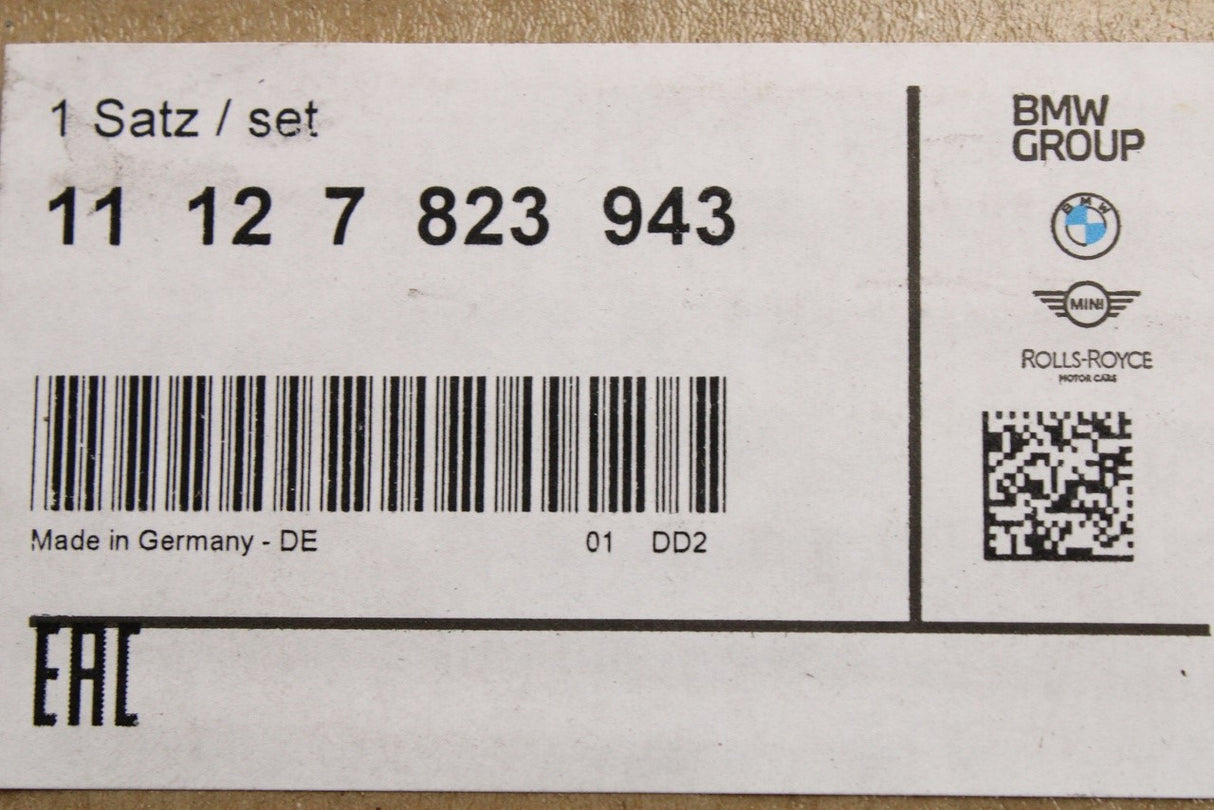 1 Satz / set
11 12 7 823 943
Made in Germany - DE
01 DD2
EAC
BMW
GROUP
BMW
MINI
ROLLS-ROYCE
MOTOR CARS